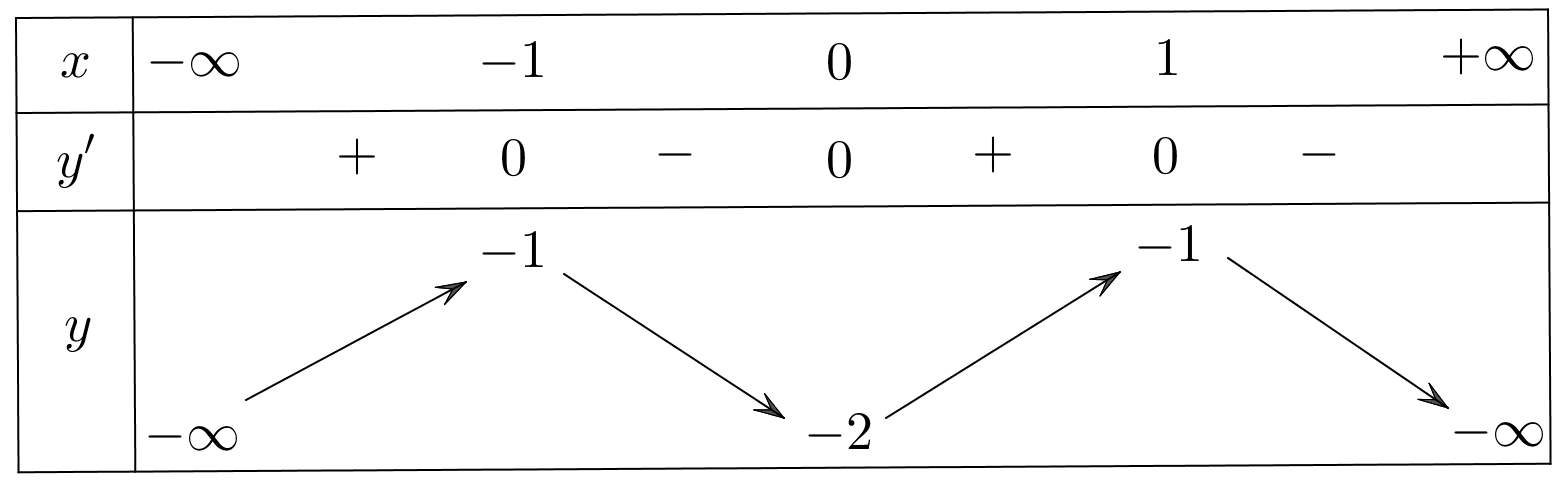 x −∞ −1 0 1 +∞
y′ + 0 − 0 + 0 −
−1 −1
y
−∞ −2 −∞